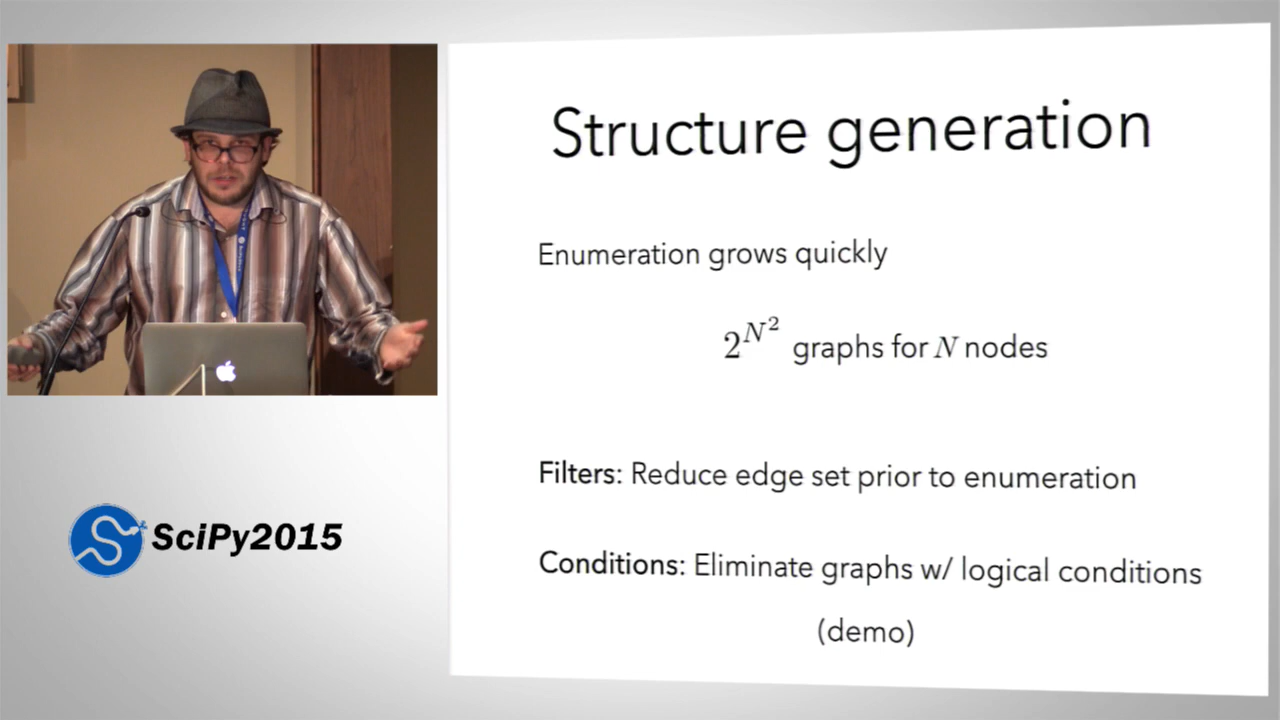 Structure generation
Enumeration grows quickly
2^{N^2} graphs for N nodes
Filters: Reduce edge set prior to enumeration
Conditions: Eliminate graphs w/ logical conditions
(demo)
SciPy2015